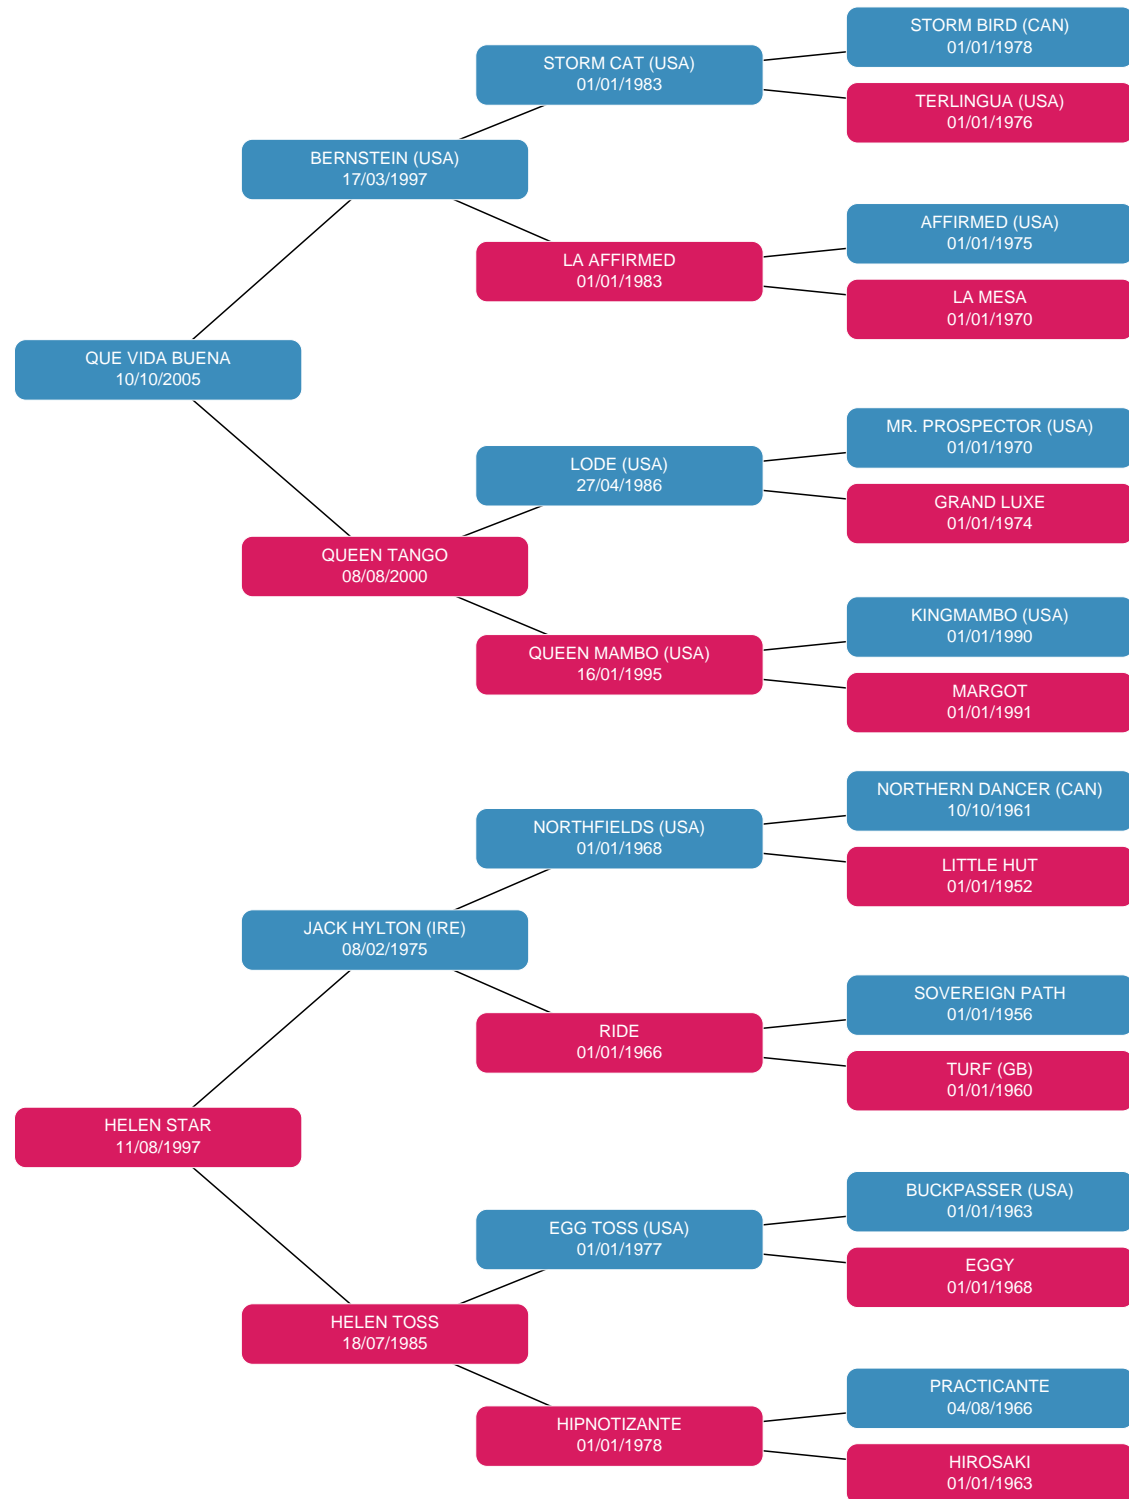 STORM BIRD (CAN)
01/01/1978
STORM CAT (USA)
01/01/1983
TERLINGUA (USA)
01/01/1976
BERNSTEIN (USA)
17/03/1997
AFFIRMED (USA)
01/01/1975
LA AFFIRMED
01/01/1983
LA MESA
01/01/1970
QUE VIDA BUENA
10/10/2005
MR. PROSPECTOR (USA)
01/01/1970
LODE (USA)
27/04/1986
GRAND LUXE
01/01/1974
QUEEN TANGO
08/08/2000
KINGMAMBO (USA)
01/01/1990
QUEEN MAMBO (USA)
16/01/1995
MARGOT
01/01/1991
NORTHERN DANCER (CAN)
10/10/1961
NORTHFIELDS (USA)
01/01/1968
LITTLE HUT
01/01/1952
JACK HYLTON (IRE)
08/02/1975
SOVEREIGN PATH
01/01/1956
RIDE
01/01/1966
TURF (GB)
01/01/1960
HELEN STAR
11/08/1997
BUCKPASSER (USA)
01/01/1963
EGG TOSS (USA)
01/01/1977
EGGY
01/01/1968
HELEN TOSS
18/07/1985
PRACTICANTE
04/08/1966
HIPNOTIZANTE
01/01/1978
HIROSAKI
01/01/1963